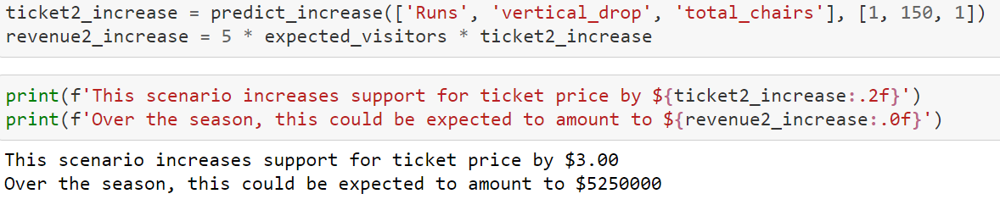 ticket2_increase = predict_increase(['Runs', 'vertical_drop', 'total_chairs'], [1, 150, 1])
revenue2_increase = 5 * expected_visitors * ticket2_increase
print(f'This scenario increases support for ticket price by ${ticket2_increase:.2f}')
print(f'Over the season, this could be expected to amount to ${revenue2_increase:.0f}')
This scenario increases support for ticket price by $3.00
Over the season, this could be expected to amount to $5250000